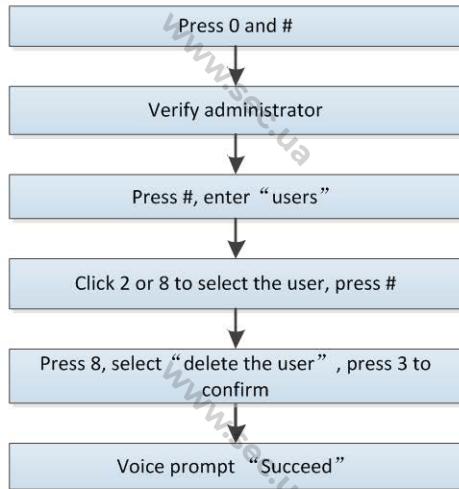 Press 0 and #
Verify administrator
Press #, enter “users”
Click 2 or 8 to select the user, press #
Press 8, select “delete the user”, press 3 to
confirm
Voice prompt “Succeed”
www.sec.ua
www.sec.ua